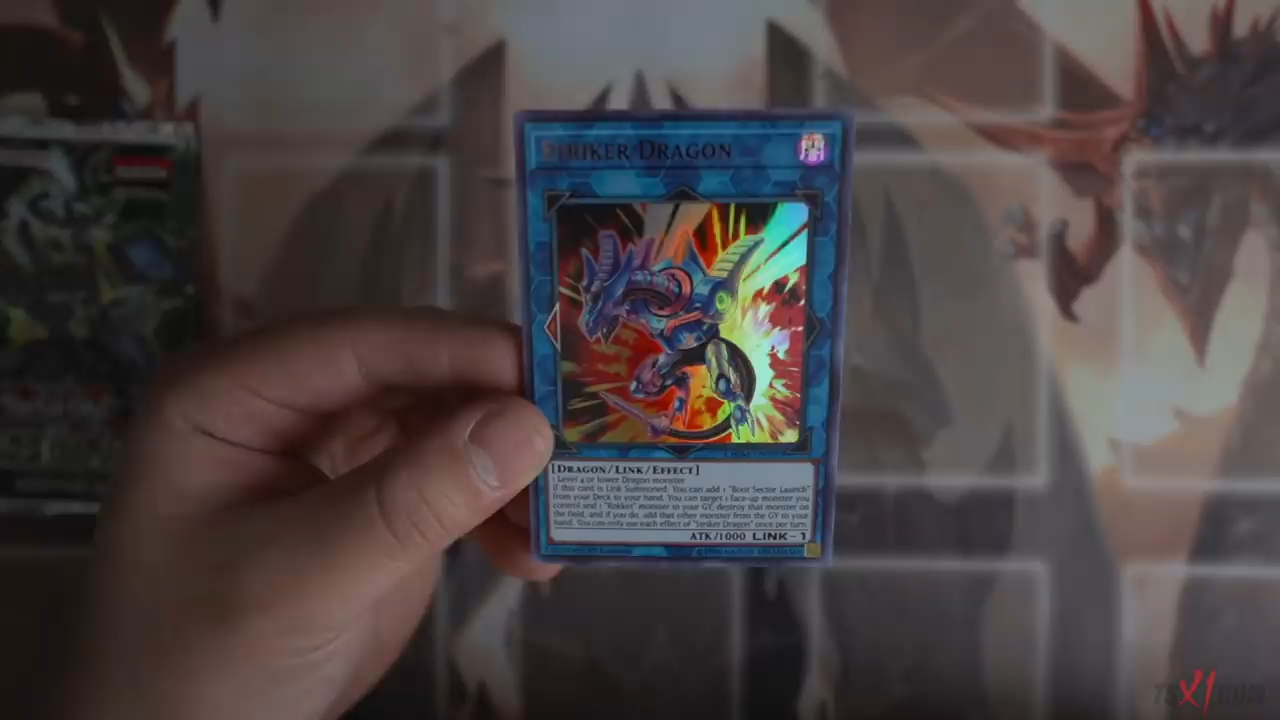 STRIKER DRAGON
[DRAGON/LINK/EFFECT]
1 Level 4 or lower Dragon monster
If this card is Link Summoned: You can add 1 "Boot Sector Launch"
from your Deck to your hand. You can target 1 face-up monster you
control and 1 "Rokket" monster in your GY; destroy that monster on
the field, and if you do, add that other monster from the GY to your
hand. You can only use each effect of "Striker Dragon" once per turn.
ATK/1000 LINK-1
TSX1.COM